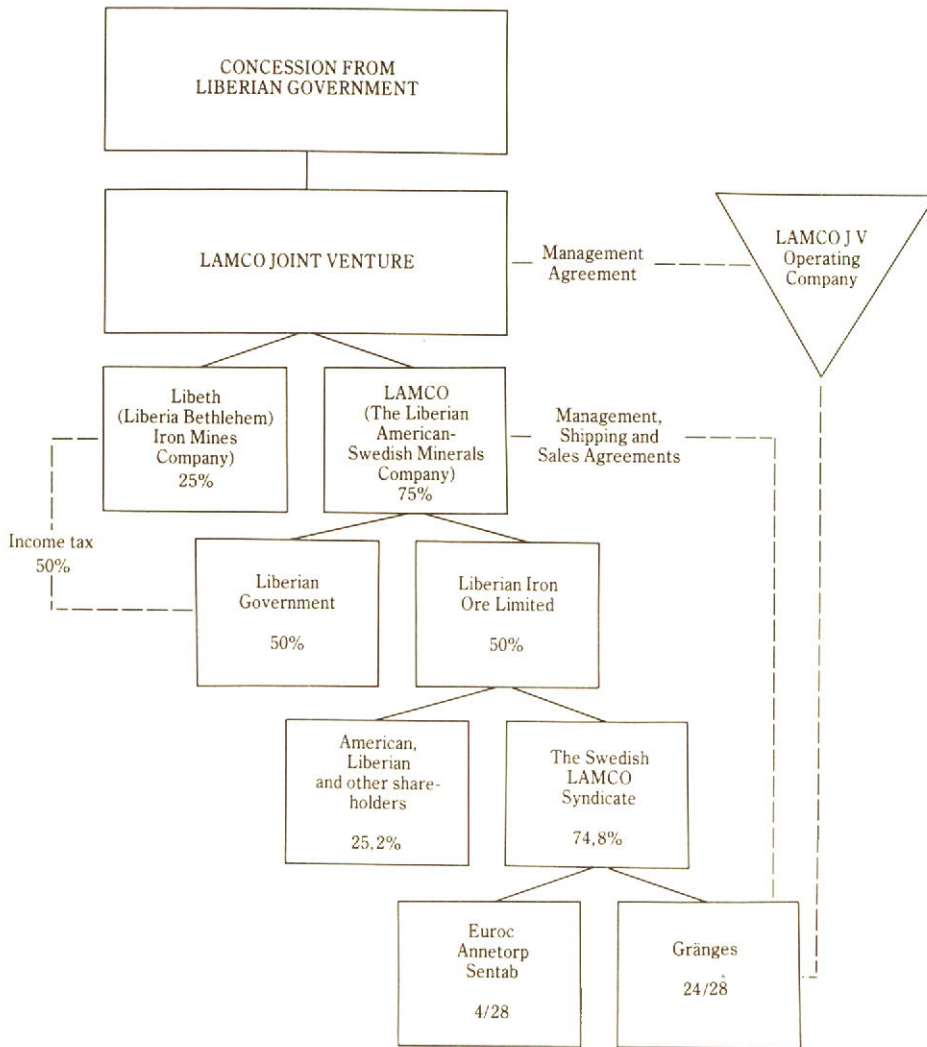 CONCESSION FROM
LIBERIAN GOVERNMENT
LAMCO JOINT VENTURE
Management
Agreement
LAMCO J V
Operating
Company
Libeth
(Liberia Bethlehem)
Iron Mines
Company)
25%
LAMCO
(The Liberian
American-
Swedish Minerals
Company)
75%
Management,
Shipping and
Sales Agreements
Income tax
50%
Liberian
Government
50%
Liberian Iron
Ore Limited
50%
American,
Liberian
and other share-
holders
25,2%
The Swedish
LAMCO
Syndicate
74,8%
Euroc
Annetorp
Sentab
4/28
Gränges
24/28